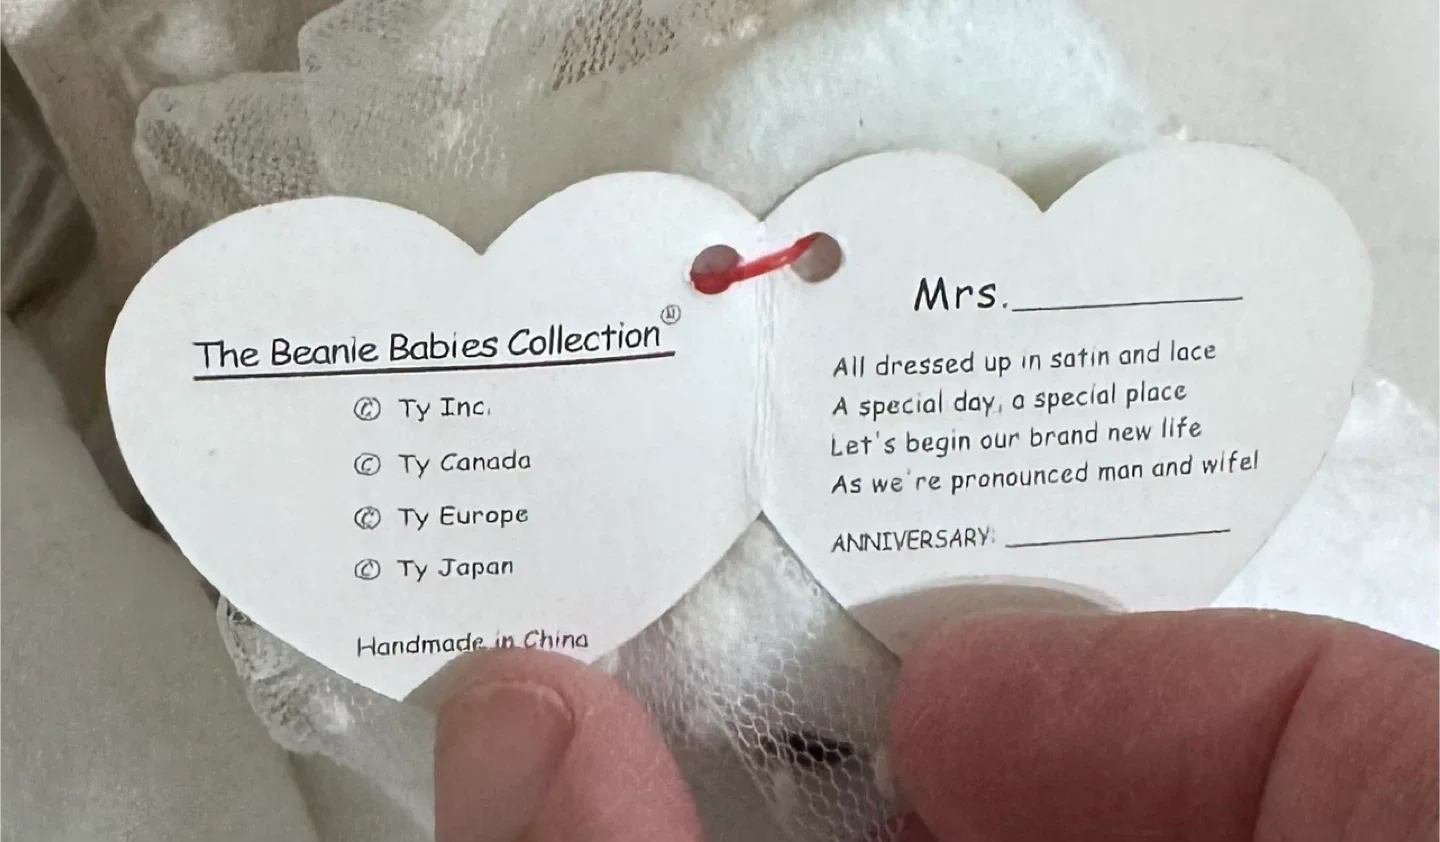 The Beanie Babies Collection®
© Ty Inc.
© Ty Canada
© Ty Europe
© Ty Japan
Handmade in China
Mrs.____________
All dressed up in satin and lace
A special day, a special place
Let's begin our brand new life
As we're pronounced man and wife!
ANNIVERSARY: ____________